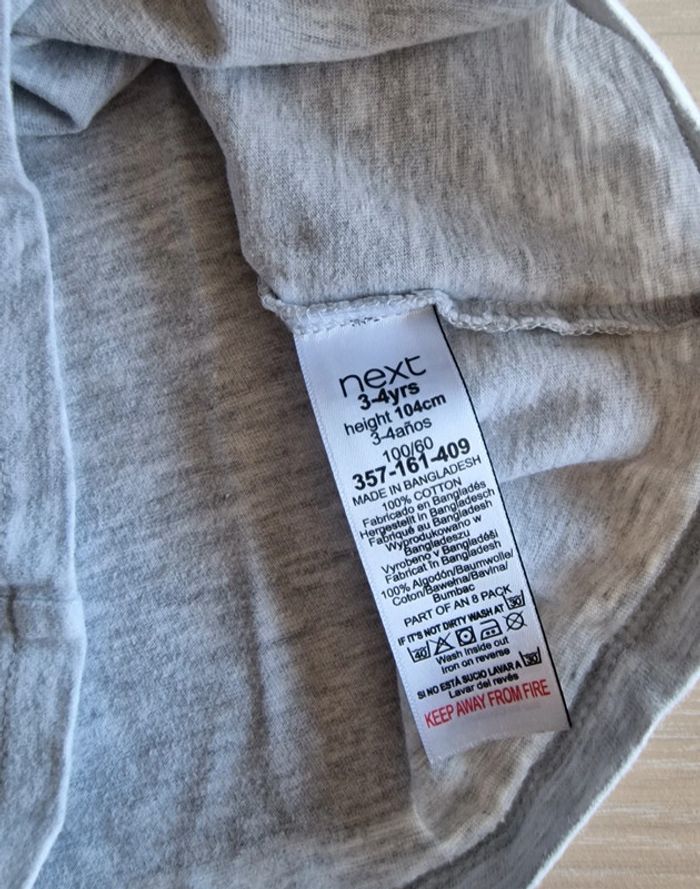 next
3-4yrs
height 104cm
3-4años
100/60
357-161-409
MADE IN BANGLADESH
100% COTTON
Fabricado en Bangladés
Hergestellt in Bangladesch
Fabriqué au Bangladesh
Wyprodukowano w
Bangladeszu
Vyrobeno v Bangladéši
Fabricat în Bangladesh
100% Algodón/Baumwolle/
Coton/Bawełna/Bavlna/
Bumbac
PART OF AN 8 PACK
IF IT'S NOT DIRTY WASH AT 30
40
Wash inside out
Iron on reverse
SI NO ESTÁ SUCIO LAVAR A 30
Lavar del revés
KEEP AWAY FROM FIRE